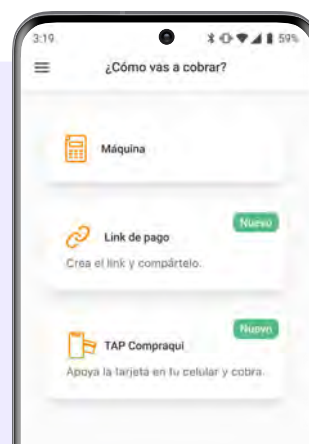 3:19
59%
¿Cómo vas a cobrar?
Máquina
Nuevo
Link de pago
Crea el link y compártelo.
Nuevo
TAP Compraquí
Apoya la tarjeta en tu celular y cobra.